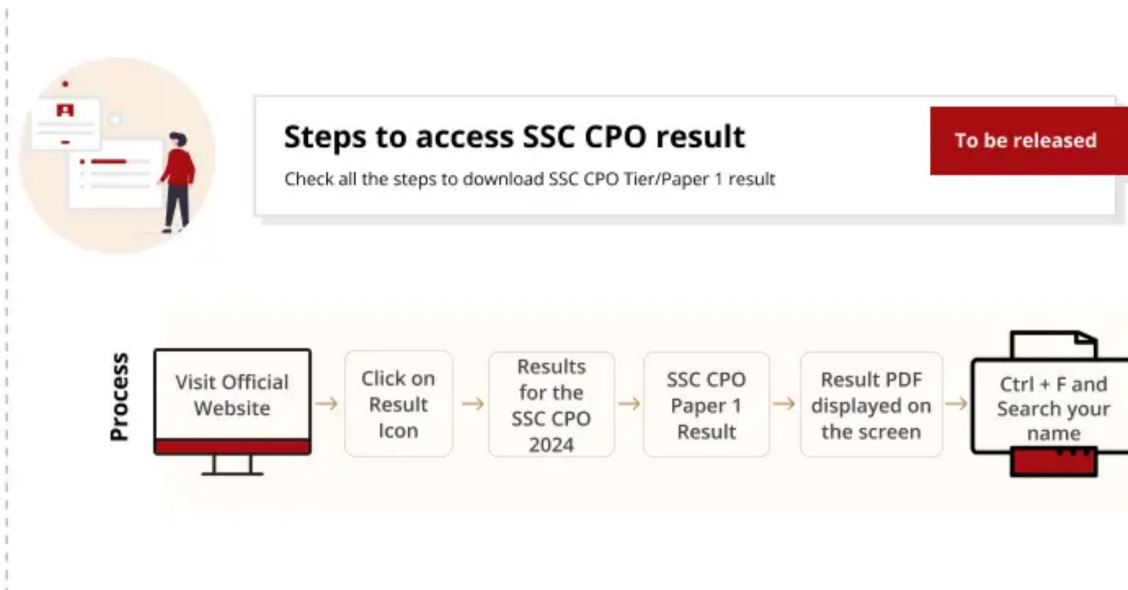 Steps to access SSC CPO result
To be released
Check all the steps to download SSC CPO Tier/Paper 1 result
Process
Visit Official
Website
Click on
Result
Icon
Results
for the
SSC CPO
2024
SSC CPO
Paper 1
Result
Result PDF
displayed on
the screen
Ctrl + F and
Search your
name